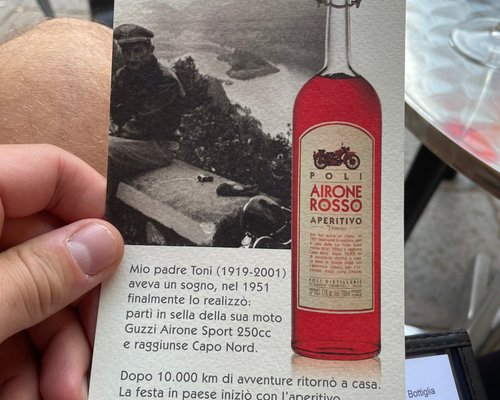 POLI
AIRONE
ROSSO
APERITIVO
Mio padre Toni (1919-2001)
aveva un sogno, nel 1951
finalmente lo realizzò:
partì in sella della sua moto
Guzzi Airone Sport 250cc
e raggiunse Capo Nord.
Dopo 10.000 km di avventure ritornò a casa.
La festa in paese iniziò con l'aperitivo
Bottiglia